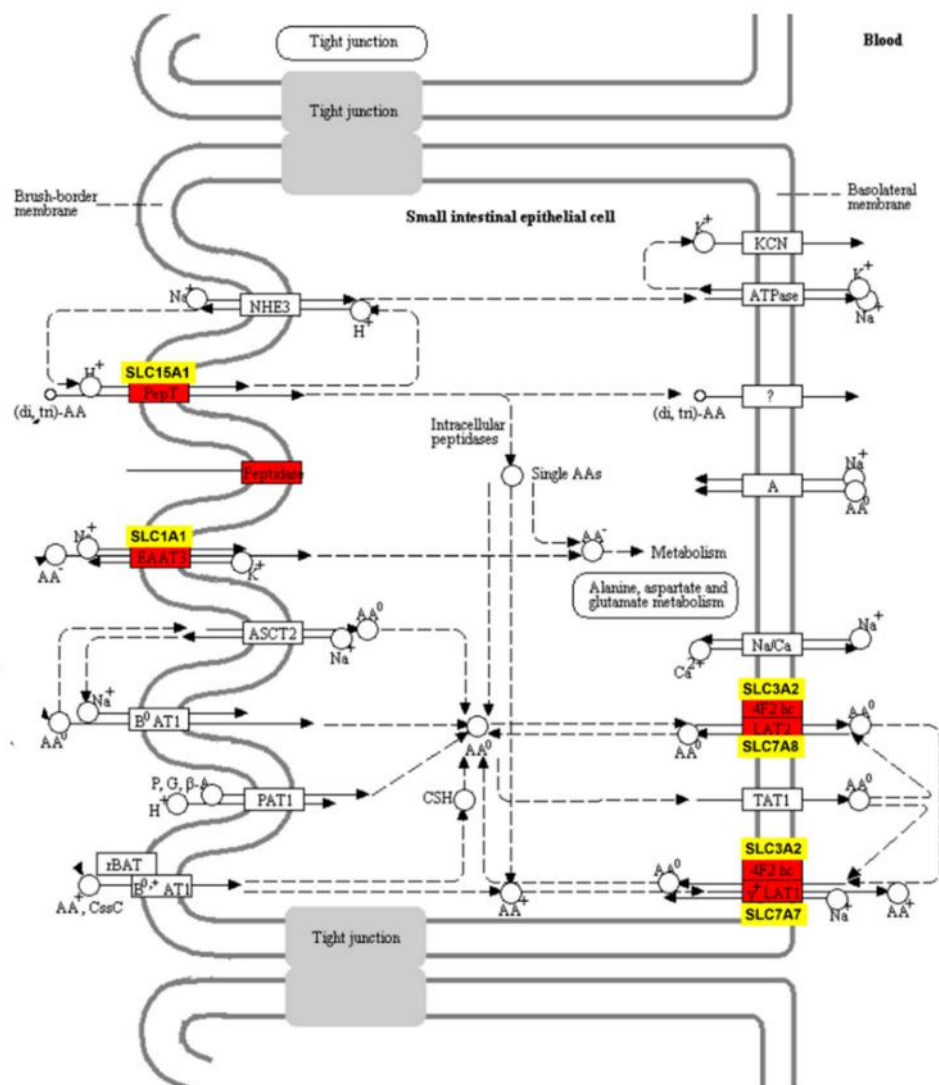 Tight junction
Blood
Tight junction
Brush-border
membrane
Basolateral
membrane
Small intestinal epithelial cell
K+
KCN
Na+
NHE3
H+
ATPase
K+
Na+
SLC15A1
H+
PepT
(di, tri)-AA
(di, tri)-AA
?
Intracellular
peptidases
Peptidase
Single AAs
Na+
A
AA0
SLC1A1
Na+
EAAT3
AA-
K+
AA-
Metabolism
Alanine, aspartate and
glutamate metabolism
ASCT2
AA0
Na+
Na/Ca
Na+
Ca2+
SLC3A2
4F2 hc
Na+
B0 AT1
AA0
AA0
LAT2
AA0
AA0
SLC7A8
P, G, β-A
H+
PAT1
CSH
TAT1
AA0
SLC3A2
rBAT
4F2 hc
B0,+ AT1
AA+, CssC
AA+
AA0
y+ LAT1
Na+
AA+
SLC7A7
Tight junction